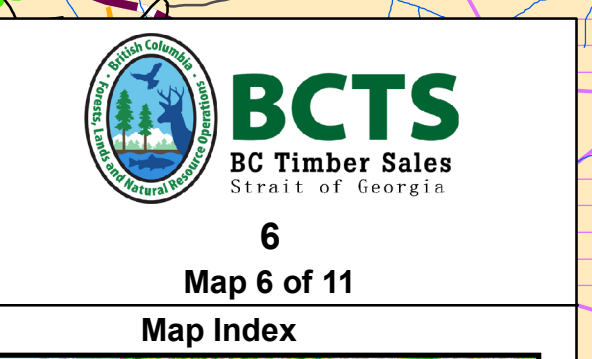 British Columbia
Forests, Lands and Natural Resource Operations
BCTS
BC Timber Sales
Strait of Georgia
6
Map 6 of 11
Map Index